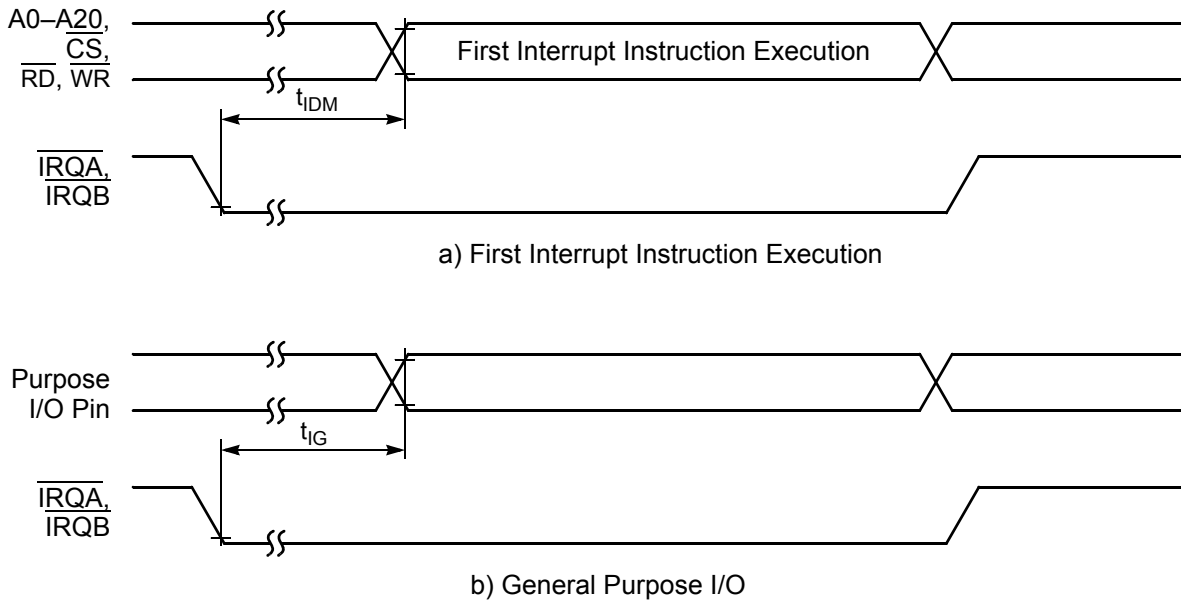 A0–A20,
CS,
RD, WR
First Interrupt Instruction Execution
tIDM
IRQA,
IRQB
a) First Interrupt Instruction Execution
Purpose
I/O Pin
tIG
IRQA,
IRQB
b) General Purpose I/O